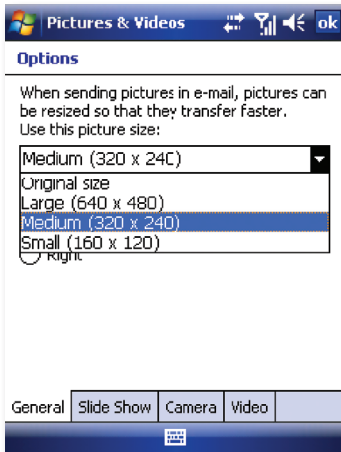 Pictures & Videos ok
Options
When sending pictures in e-mail, pictures can
be resized so that they transfer faster.
Use this picture size:
Medium (320 x 240)
Original size
Large (640 x 480)
Medium (320 x 240)
Small (160 x 120)
Right
General Slide Show Camera Video